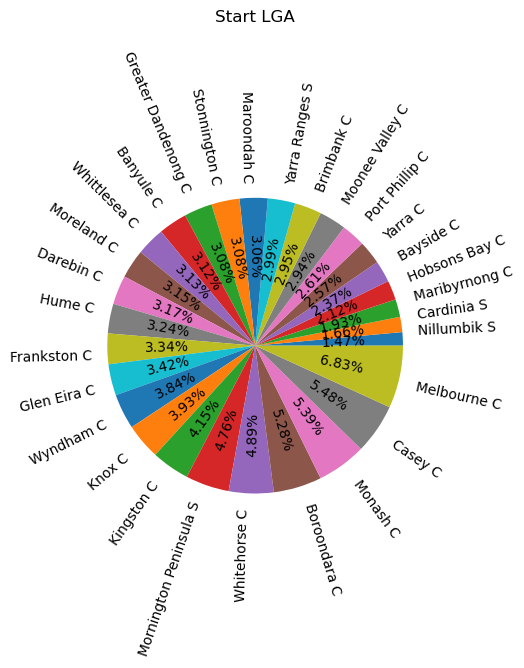 Start LGA
Nillumbik S
1.47%
Cardinia S
1.66%
Maribyrnong C
1.93%
Hobsons Bay C
2.12%
Bayside C
2.37%
Yarra C
2.57%
Port Phillip C
2.61%
Moonee Valley C
2.94%
Brimbank C
2.95%
Yarra Ranges S
2.99%
Maroondah C
3.06%
Stonnington C
3.08%
Greater Dandenong C
3.08%
Banyule C
3.12%
Whittlesea C
3.13%
Moreland C
3.15%
Darebin C
3.17%
Hume C
3.24%
Frankston C
3.34%
Glen Eira C
3.42%
Wyndham C
3.84%
Knox C
3.93%
Kingston C
4.15%
Mornington Peninsula S
4.76%
Whitehorse C
4.89%
Boroondara C
5.28%
Monash C
5.39%
Casey C
5.48%
Melbourne C
6.83%